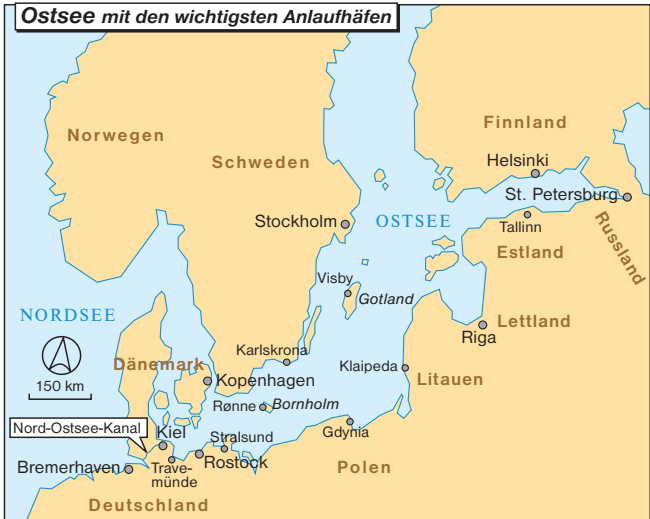 Ostsee mit den wichtigsten Anlaufhäfen
Finnland
Norwegen
Schweden
Helsinki
St. Petersburg
Stockholm
OSTSEE
Tallinn
Russland
Estland
Visby
Gotland
NORDSEE
Lettland
Riga
Karlskrona
Dänemark
Klaipeda
Litauen
150 km
Kopenhagen
Rønne
Bornholm
Nord-Ostsee-Kanal
Kiel
Stralsund
Gdynia
Bremerhaven
Trave-
münde
Rostock
Polen
Deutschland